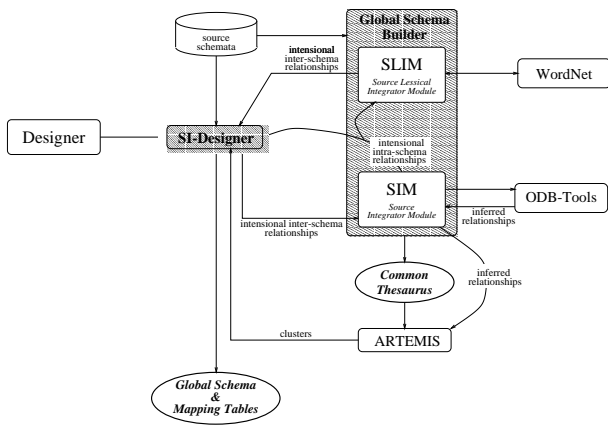 Global Schema
Builder
source
schemata
intensional
inter-schema
relationships
SLIM
Source Lessical
Integrator Module
WordNet
Designer
SI-Designer
intensional
intra-schema
relationships
SIM
Source
Integrator Module
ODB-Tools
inferred
relationships
intensional inter-schema
relationships
Common
Thesaurus
inferred
relationships
clusters
ARTEMIS
Global Schema
&
Mapping Tables